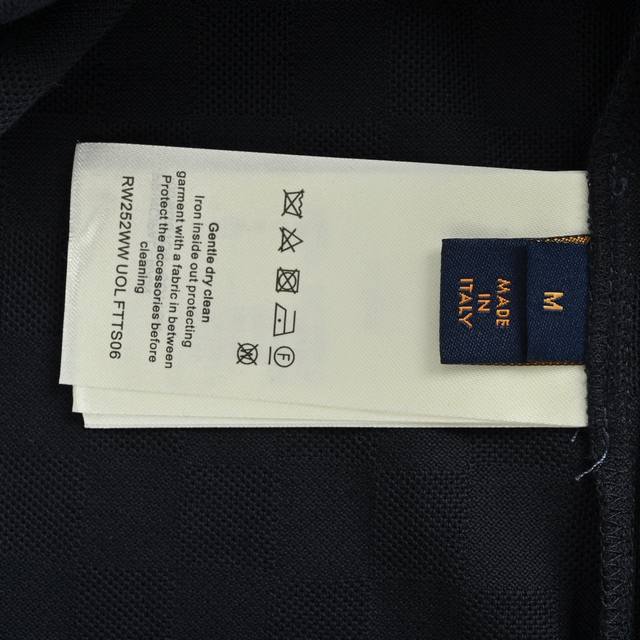 Gentle dry clean
Iron inside out protecting
garment with a fabric in between
Protect the accessories before
cleaning
RW252WW UOL FTTS06
F
M
MADE
IN
ITALY